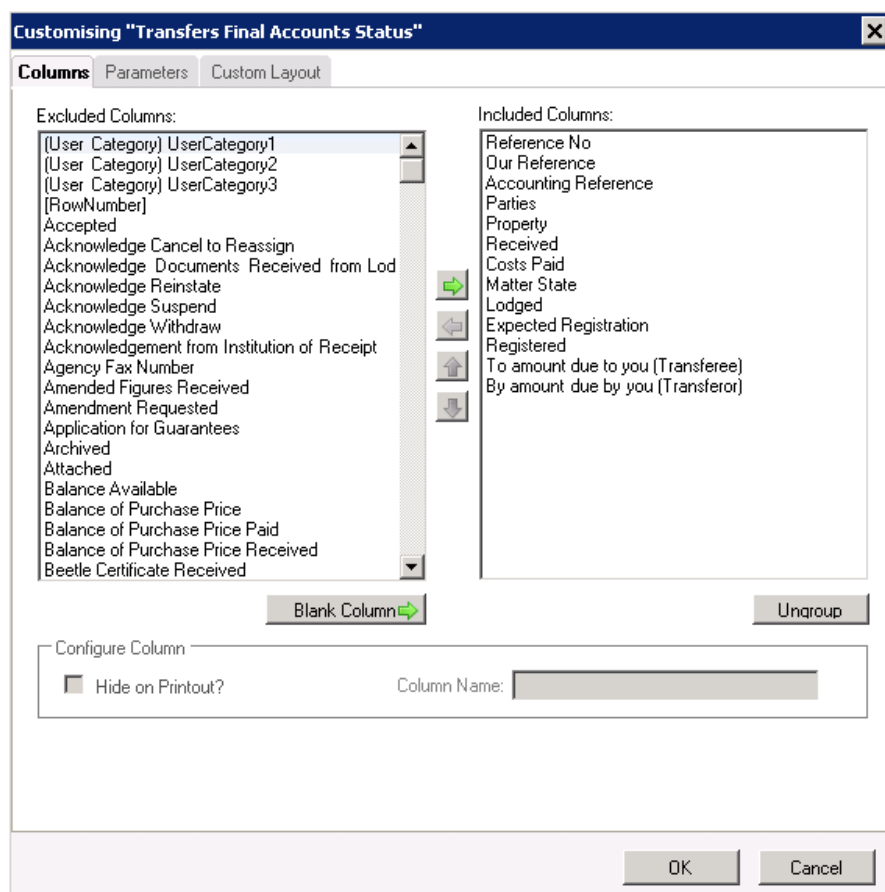 Customising "Transfers Final Accounts Status"
Columns Parameters Custom Layout
Excluded Columns:
(User Category) UserCategory1
(User Category) UserCategory2
(User Category) UserCategory3
[RowNumber]
Accepted
Acknowledge Cancel to Reassign
Acknowledge Documents Received from Lod
Acknowledge Reinstate
Acknowledge Suspend
Acknowledge Withdraw
Acknowledgement from Institution of Receipt
Agency Fax Number
Amended Figures Received
Amendment Requested
Application for Guarantees
Archived
Attached
Balance Available
Balance of Purchase Price
Balance of Purchase Price Paid
Balance of Purchase Price Received
Beetle Certificate Received
Blank Column
Included Columns:
Reference No
Our Reference
Accounting Reference
Parties
Property
Received
Costs Paid
Matter State
Lodged
Expected Registration
Registered
To amount due to you (Transferee)
By amount due by you (Transferor)
Ungroup
Configure Column
Hide on Printout?
Column Name:
OK
Cancel